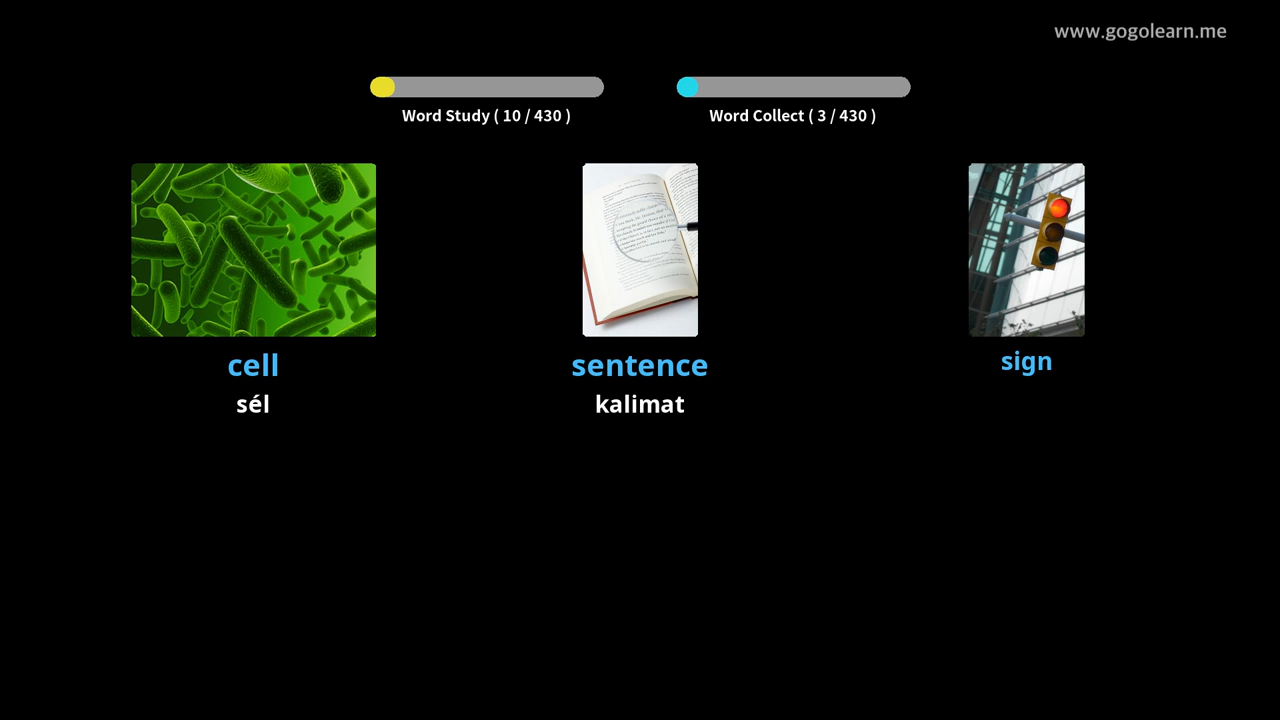 www.gogolearn.me
Word Study ( 10 / 430 )
Word Collect ( 3 / 430 )
cell
sentence
sign
sél
kalimat